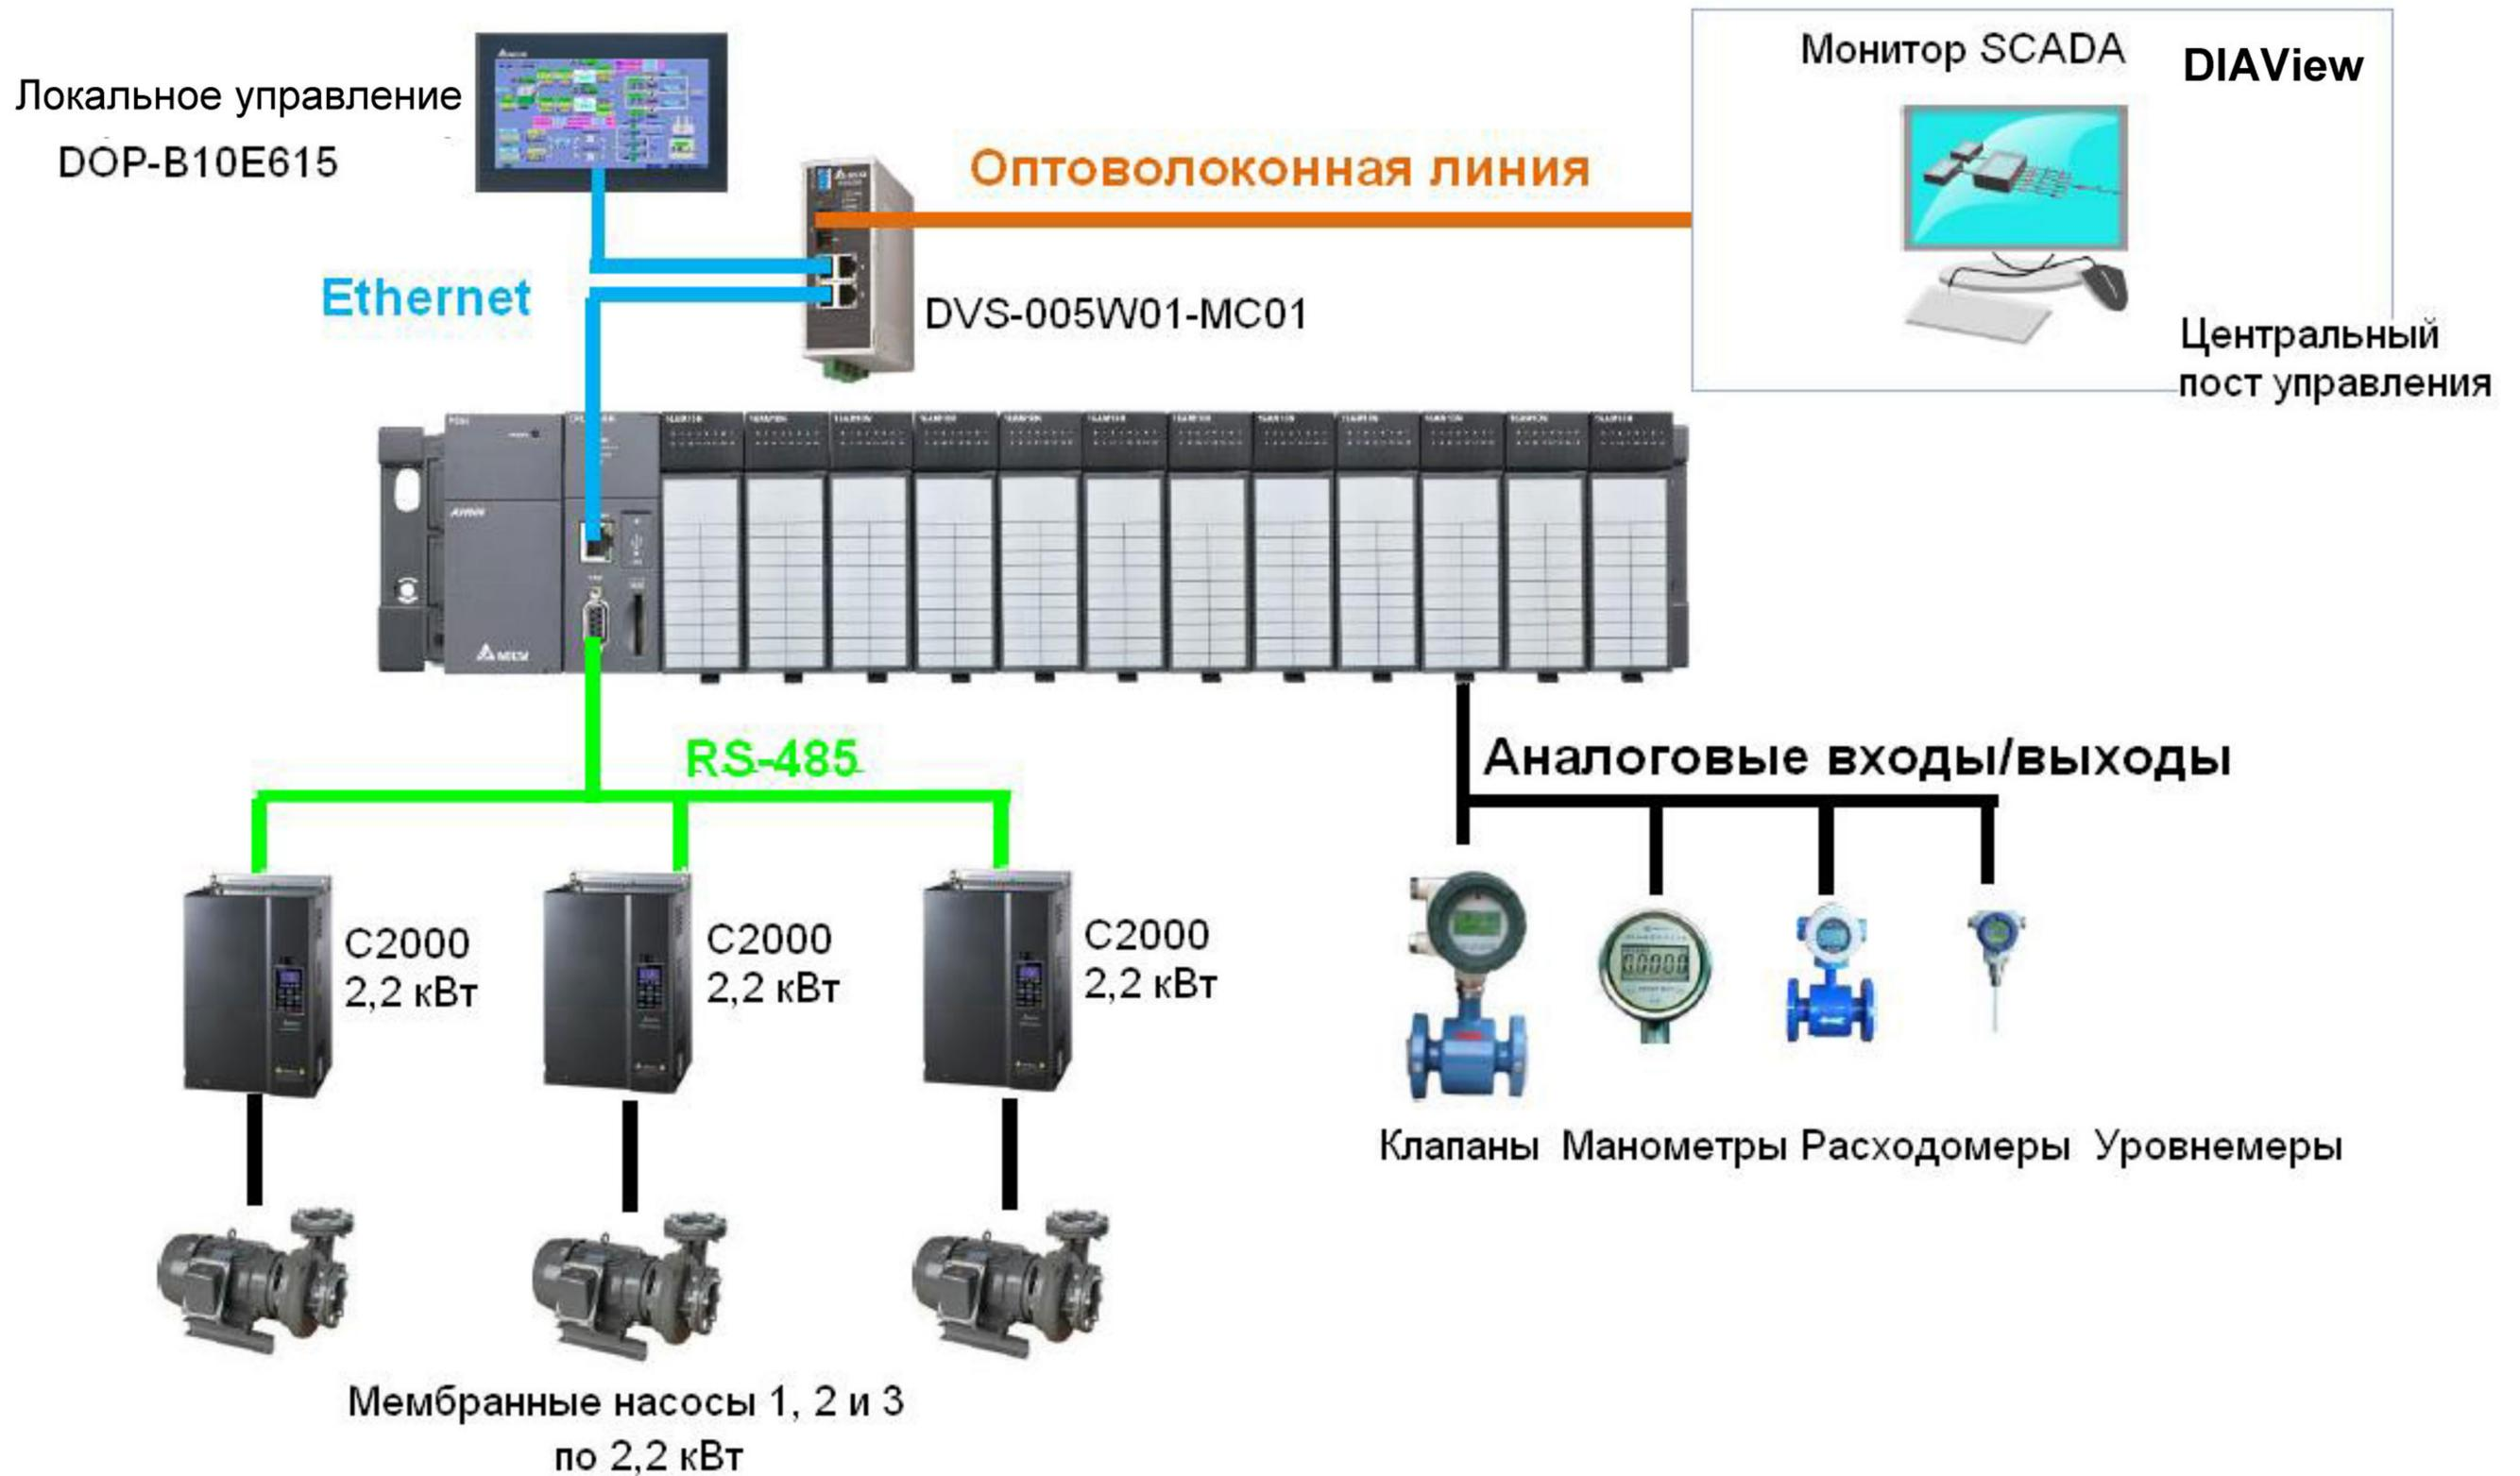 Локальное управление
DOP-B10E615
Монитор SCADA
DIAView
Оптоволоконная линия
Ethernet
DVS-005W01-MC01
Центральный
пост управления
RS-485
Аналоговые входы/выходы
C2000
2,2 кВт
C2000
2,2 кВт
C2000
2,2 кВт
Клапаны Манометры Расходомеры Уровнемеры
Мембранные насосы 1, 2 и 3
по 2,2 кВт